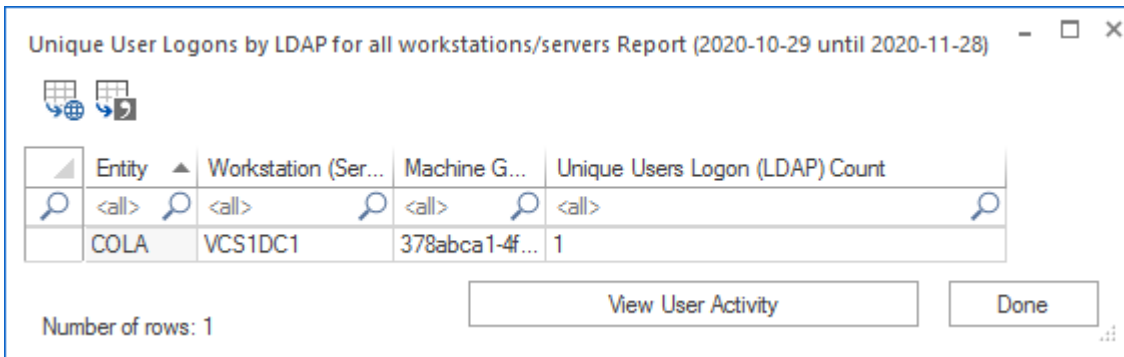 Unique User Logons by LDAP for all workstations/servers Report (2020-10-29 until 2020-11-28)
Entity Workstation (Ser... Machine G... Unique Users Logon (LDAP) Count
<all> <all> <all> <all>
COLA VCS1DC1 378abca1-4f... 1
View User Activity Done
Number of rows: 1